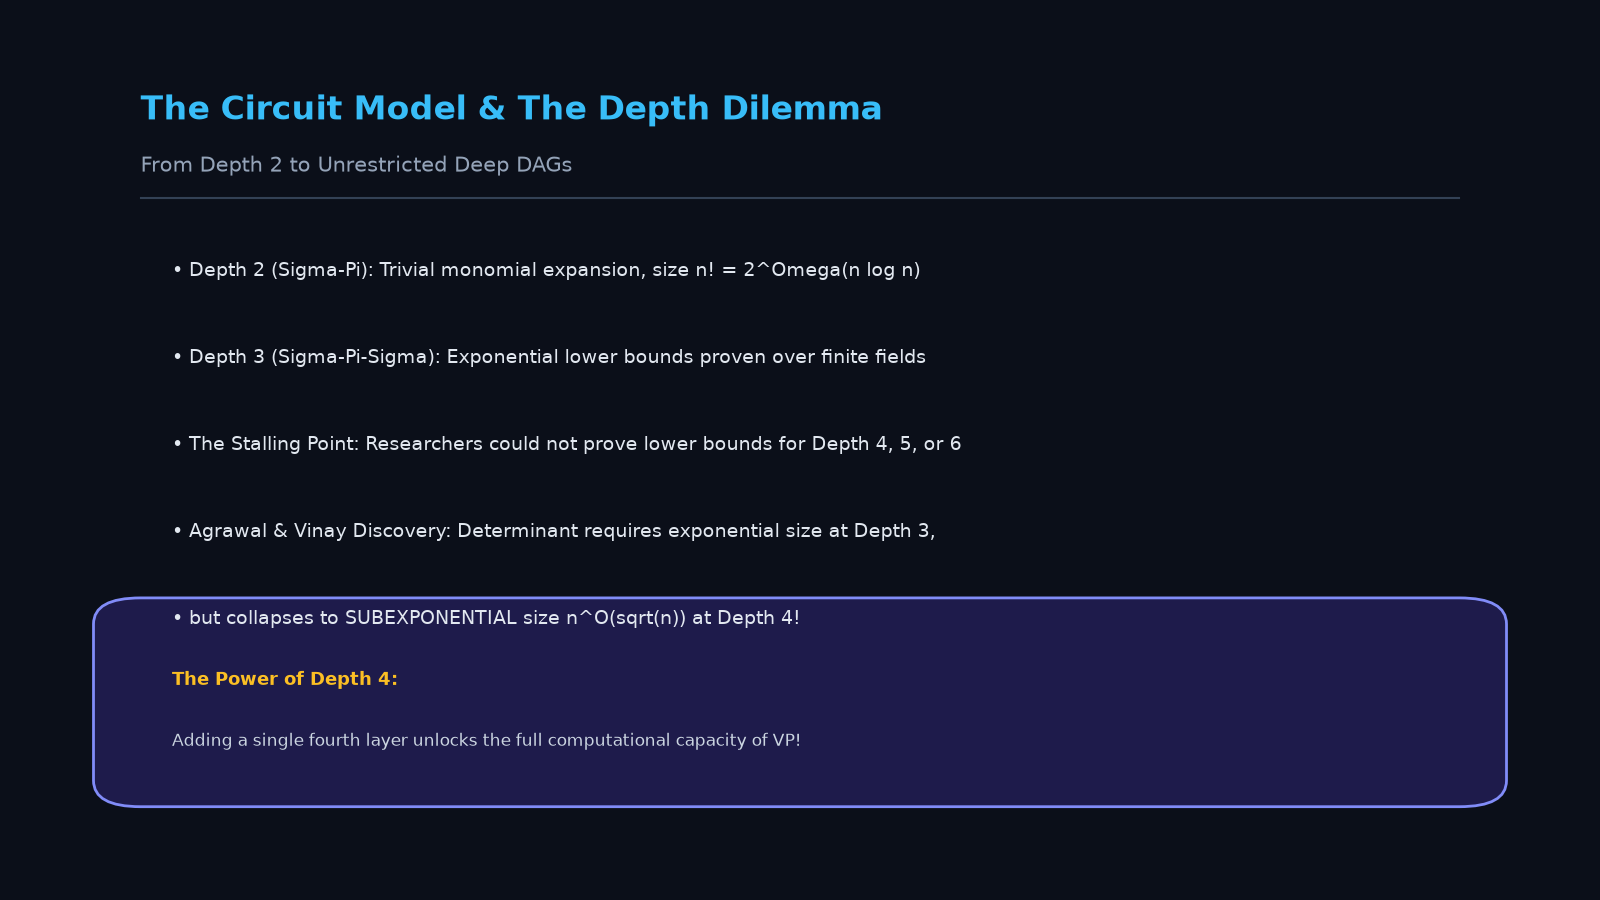 The Circuit Model & The Depth Dilemma
From Depth 2 to Unrestricted Deep DAGs
• Depth 2 (Sigma-Pi): Trivial monomial expansion, size n! = 2^Omega(n log n)
• Depth 3 (Sigma-Pi-Sigma): Exponential lower bounds proven over finite fields
• The Stalling Point: Researchers could not prove lower bounds for Depth 4, 5, or 6
• Agrawal & Vinay Discovery: Determinant requires exponential size at Depth 3,
• but collapses to SUBEXPONENTIAL size n^O(sqrt(n)) at Depth 4!
The Power of Depth 4:
Adding a single fourth layer unlocks the full computational capacity of VP!